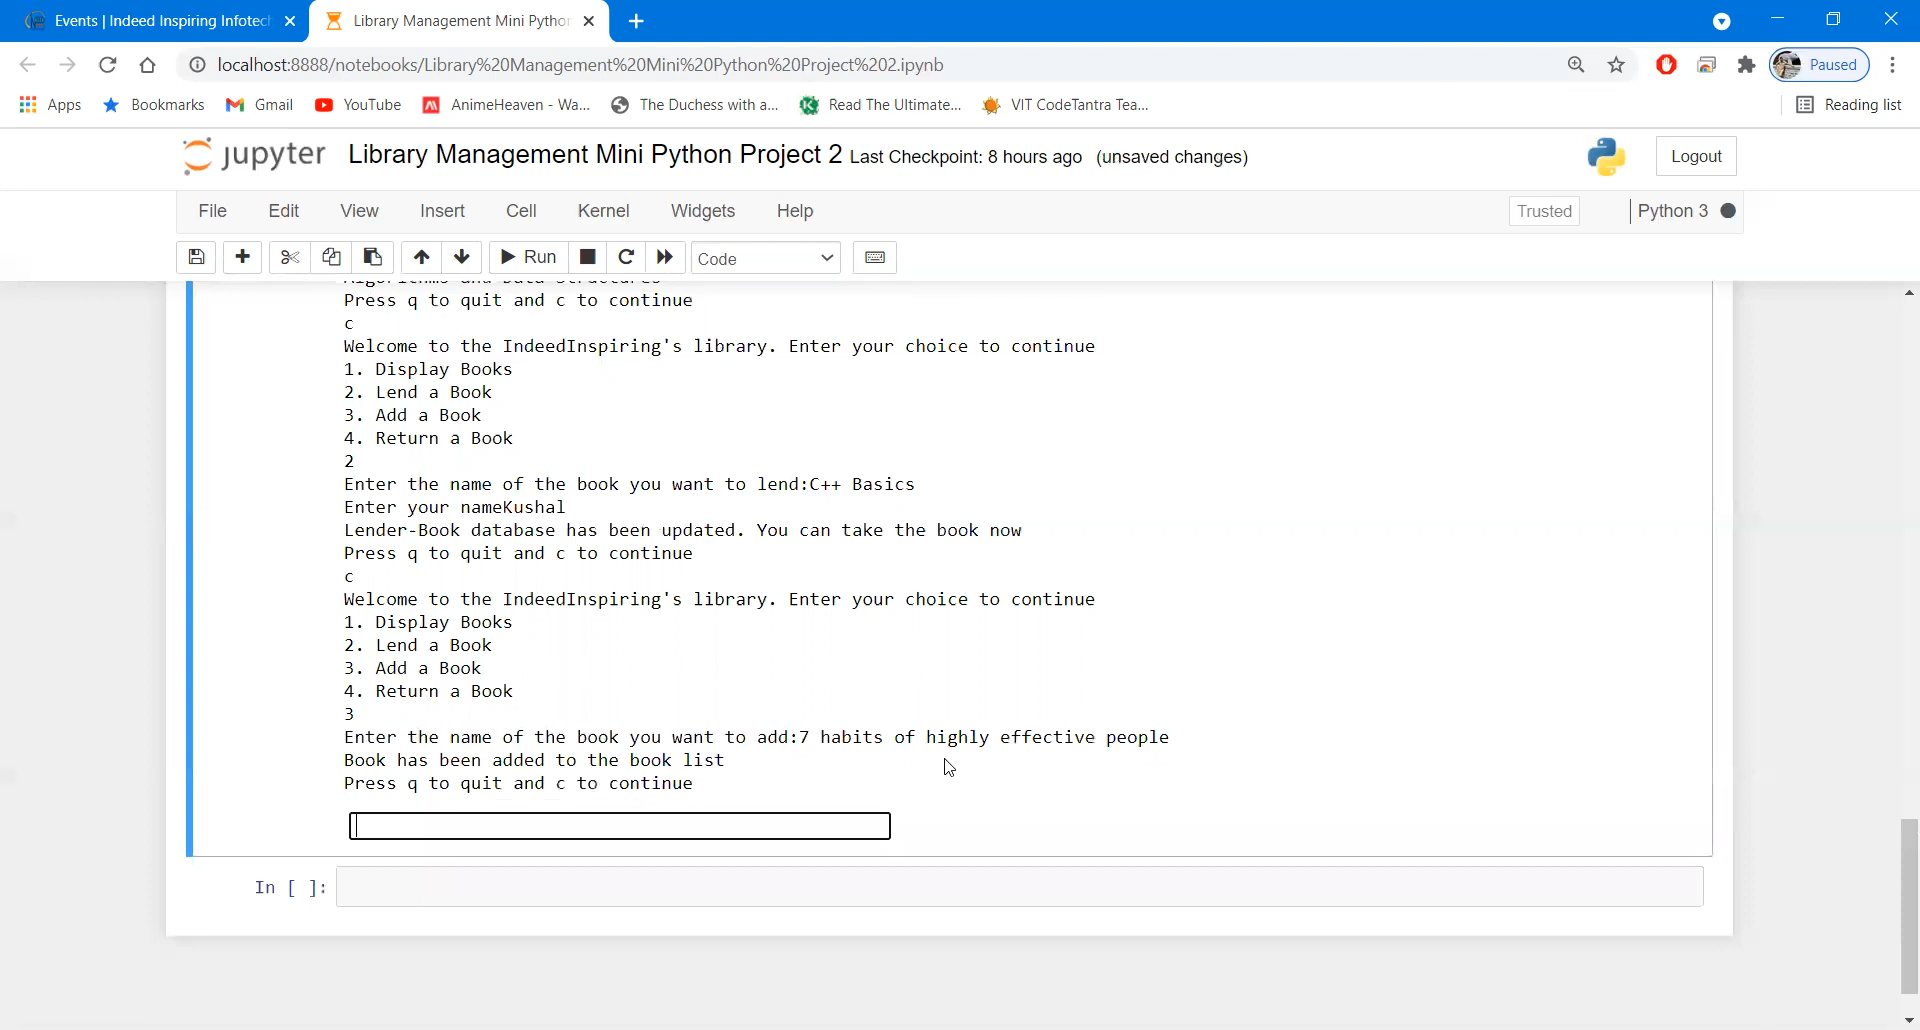 Events | Indeed Inspiring Infotech
Library Management Mini Python
localhost:8888/notebooks/Library%20Management%20Mini%20Python%20Project%202.ipynb
Paused
Apps
Bookmarks
Gmail
YouTube
AnimeHeaven - Wa...
The Duchess with a...
Read The Ultimate...
VIT CodeTantra Tea...
Reading list
jupyter Library Management Mini Python Project 2 Last Checkpoint: 8 hours ago (unsaved changes)
Logout
File Edit View Insert Cell Kernel Widgets Help
Trusted
Python 3
Run
Code
Algorithms and Data Structures
Press q to quit and c to continue
c
Welcome to the IndeedInspiring's library. Enter your choice to continue
1. Display Books
2. Lend a Book
3. Add a Book
4. Return a Book
2
Enter the name of the book you want to lend:C++ Basics
Enter your nameKushal
Lender-Book database has been updated. You can take the book now
Press q to quit and c to continue
c
Welcome to the IndeedInspiring's library. Enter your choice to continue
1. Display Books
2. Lend a Book
3. Add a Book
4. Return a Book
3
Enter the name of the book you want to add:7 habits of highly effective people
Book has been added to the book list
Press q to quit and c to continue
In [ ]: